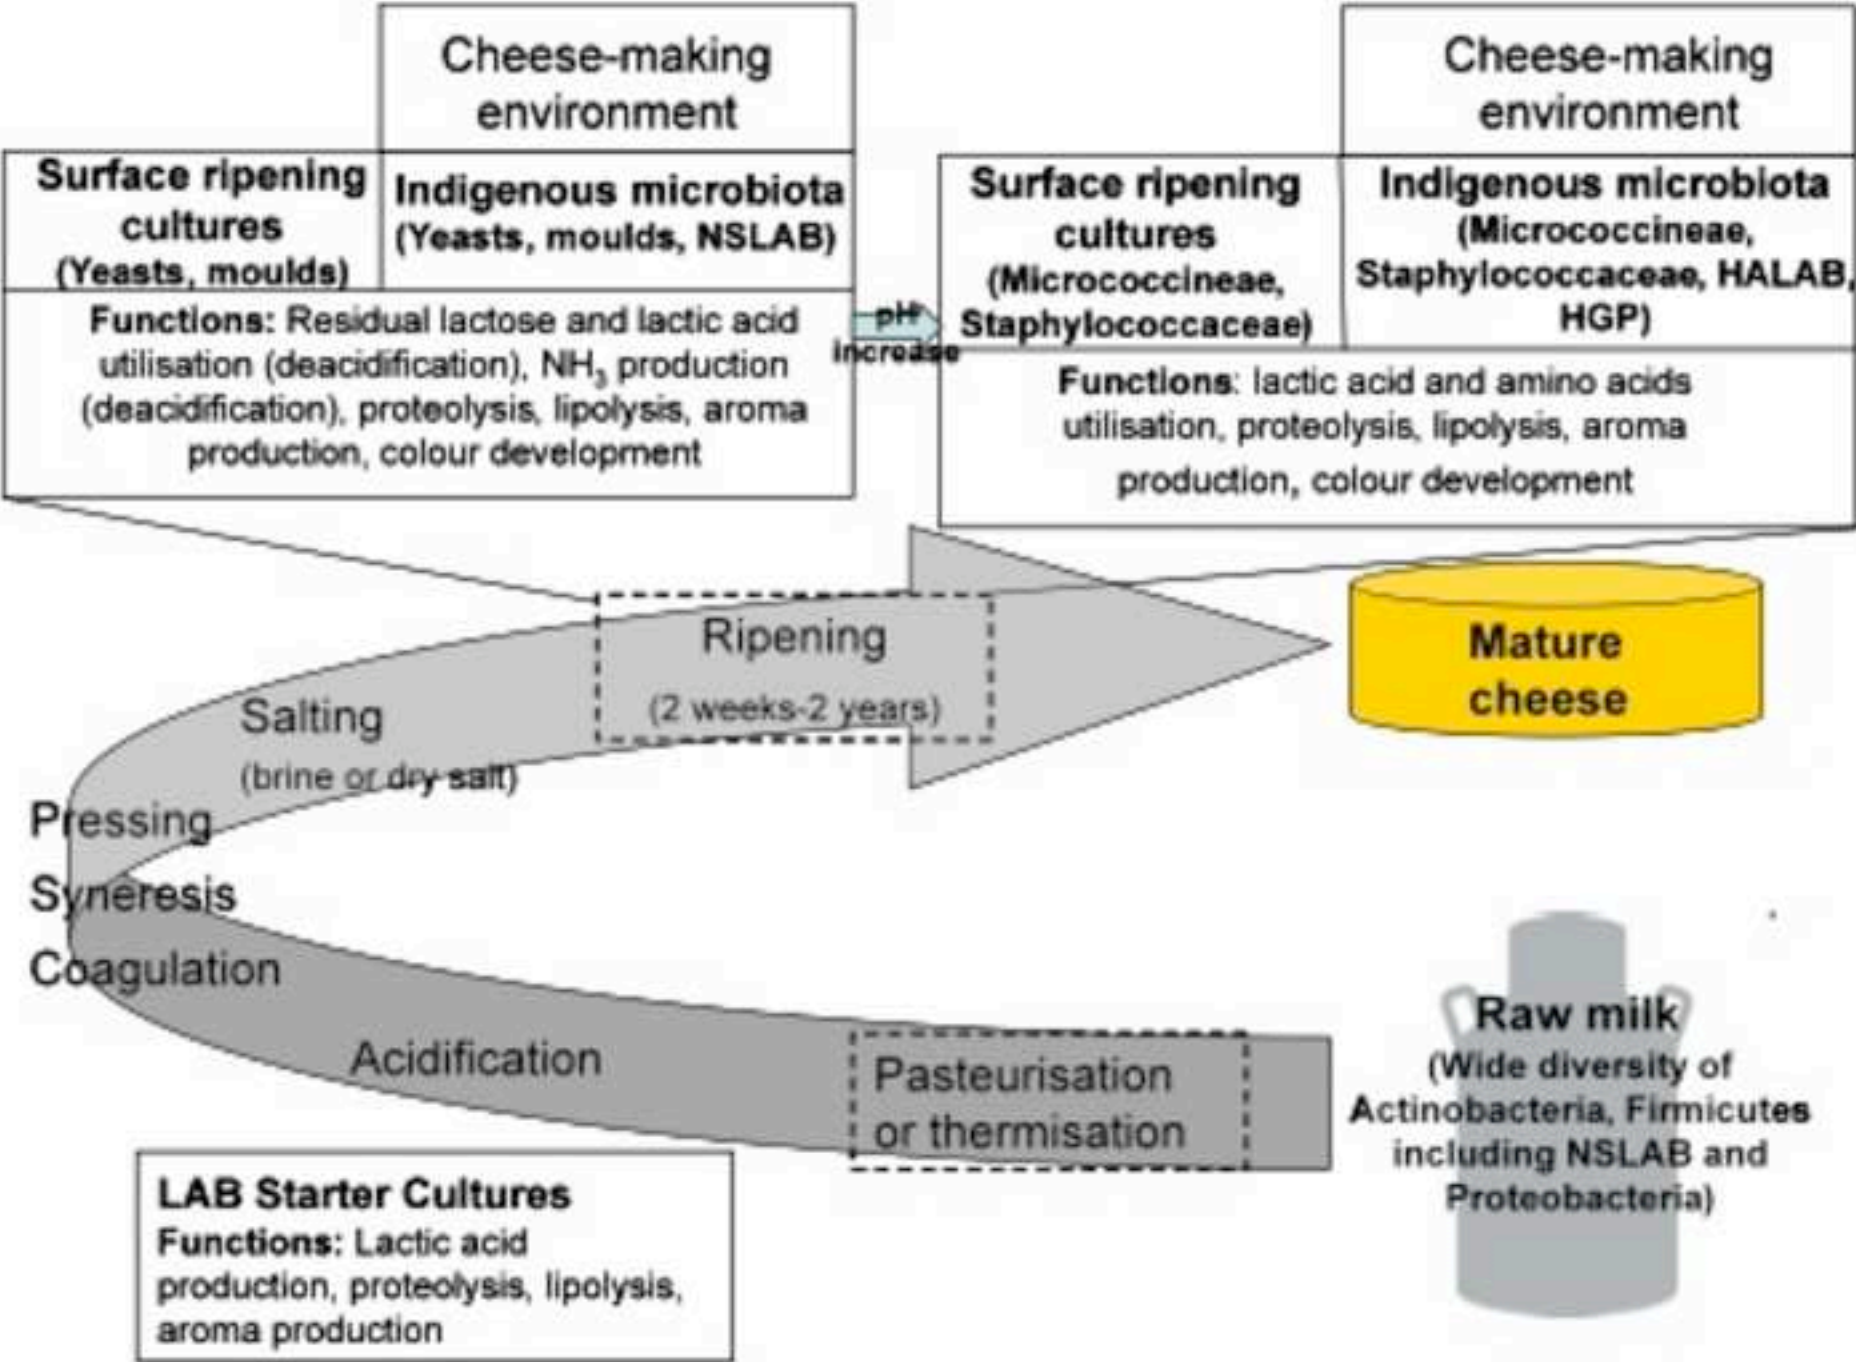 Cheese-making
environment
Surface ripening
cultures
(Yeasts, moulds)
Indigenous microbiota
(Yeasts, moulds, NSLAB)
Functions: Residual lactose and lactic acid
utilisation (deacidification), NH₃ production
(deacidification), proteolysis, lipolysis, aroma
production, colour development
pH
increase
Cheese-making
environment
Surface ripening
cultures
(Micrococcineae,
Staphylococcaceae)
Indigenous microbiota
(Micrococcineae,
Staphylococcaceae, HALAB,
HGP)
Functions: lactic acid and amino acids
utilisation, proteolysis, lipolysis, aroma
production, colour development
Ripening
(2 weeks-2 years)
Mature
cheese
Salting
(brine or dry salt)
Pressing
Syneresis
Coagulation
Acidification
Pasteurisation
or thermisation
Raw milk
(Wide diversity of
Actinobacteria, Firmicutes
including NSLAB and
Proteobacteria)
LAB Starter Cultures
Functions: Lactic acid
production, proteolysis, lipolysis,
aroma production